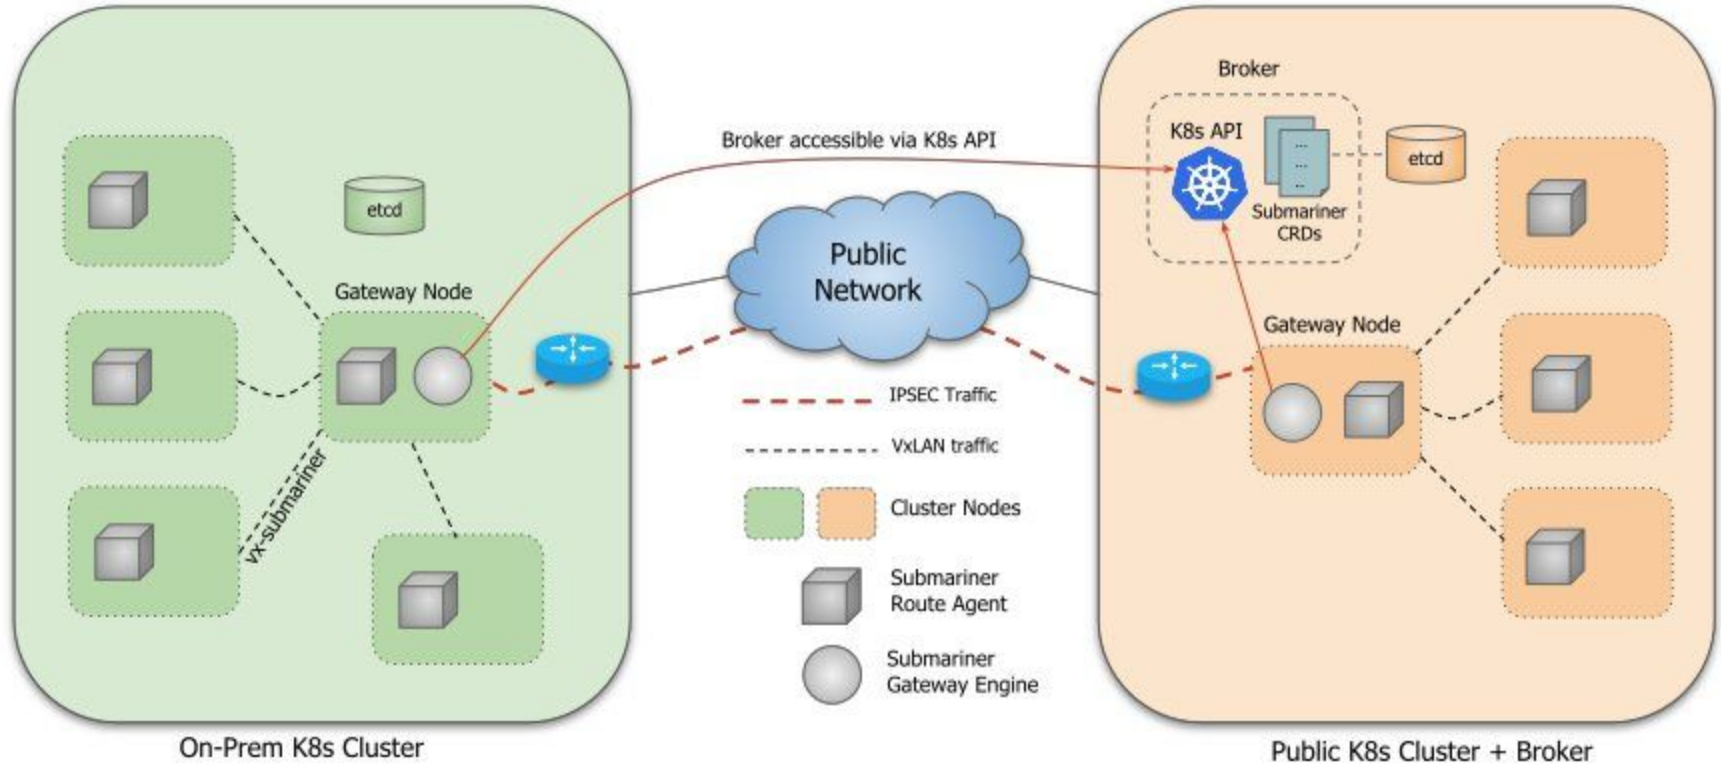 Broker
K8s API
...
...
...
etcd
Submariner
CRDs
Broker accessible via K8s API
etcd
Public
Network
Gateway Node
Gateway Node
IPSEC Traffic
VxLAN traffic
vx-submariner
Cluster Nodes
Submariner
Route Agent
Submariner
Gateway Engine
On-Prem K8s Cluster
Public K8s Cluster + Broker